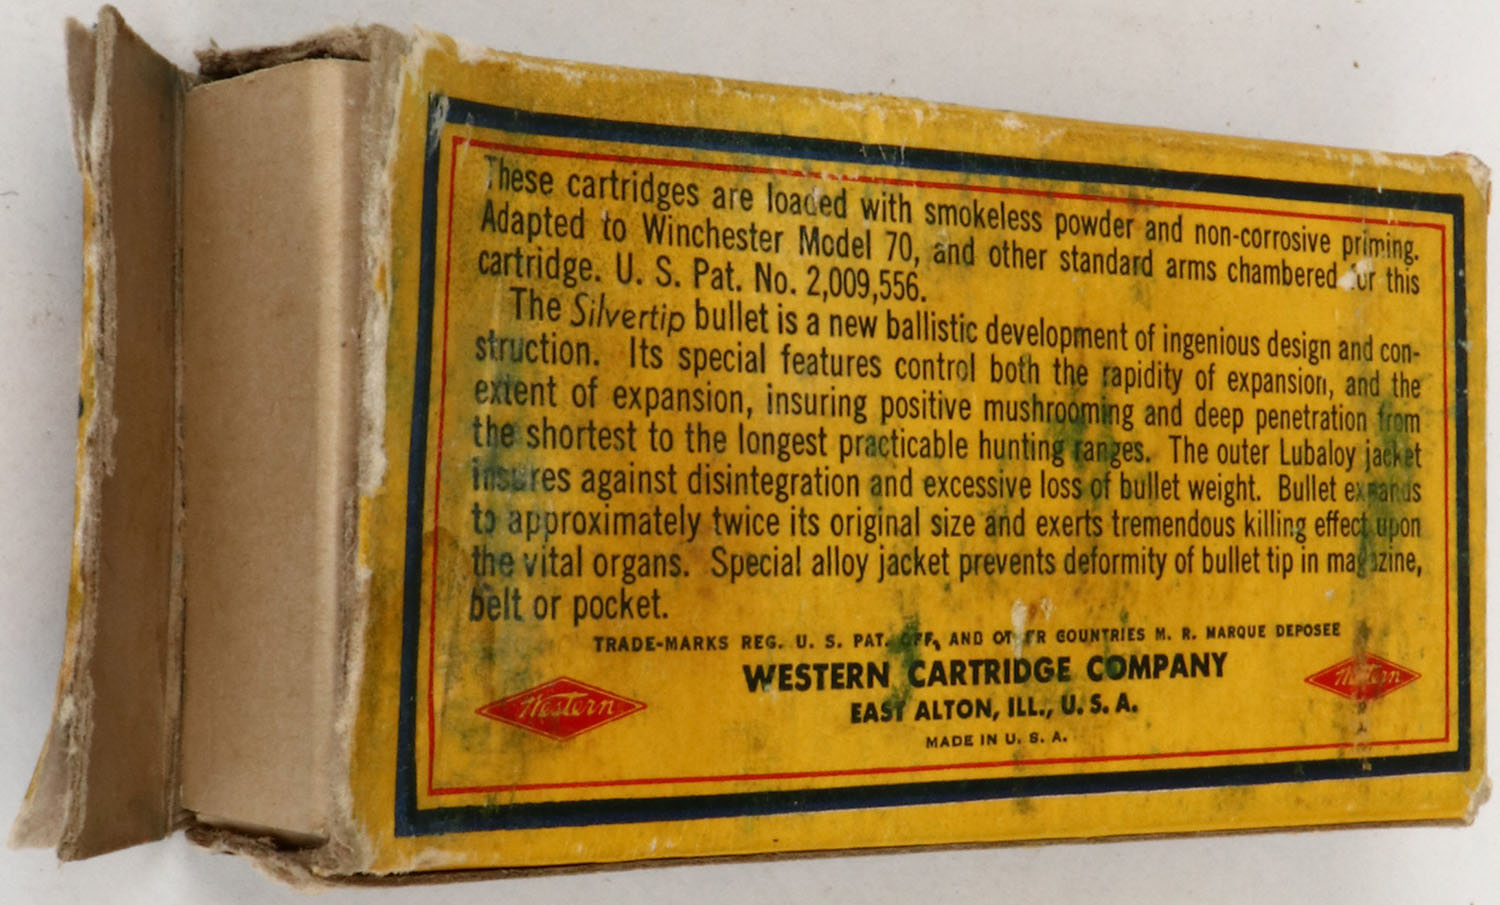 These cartridges are loaded with smokeless powder and non-corrosive priming.
Adapted to Winchester Model 70, and other standard arms chambered for this
cartridge. U. S. Pat. No. 2,009,556.
The Silvertip bullet is a new ballistic development of ingenious design and con-
struction. Its special features control both the rapidity of expansion, and the
extent of expansion, insuring positive mushrooming and deep penetration from
the shortest to the longest practicable hunting ranges. The outer Lubaloy jacket
insures against disintegration and excessive loss of bullet weight. Bullet expands
to approximately twice its original size and exerts tremendous killing effect upon
the vital organs. Special alloy jacket prevents deformity of bullet tip in magazine,
belt or pocket.
TRADE-MARKS REG. U. S. PAT. OFF, AND OTHER COUNTRIES M. R. MARQUE DEPOSEE
WESTERN CARTRIDGE COMPANY
EAST ALTON, ILL., U. S. A.
MADE IN U. S. A.
Western
Western